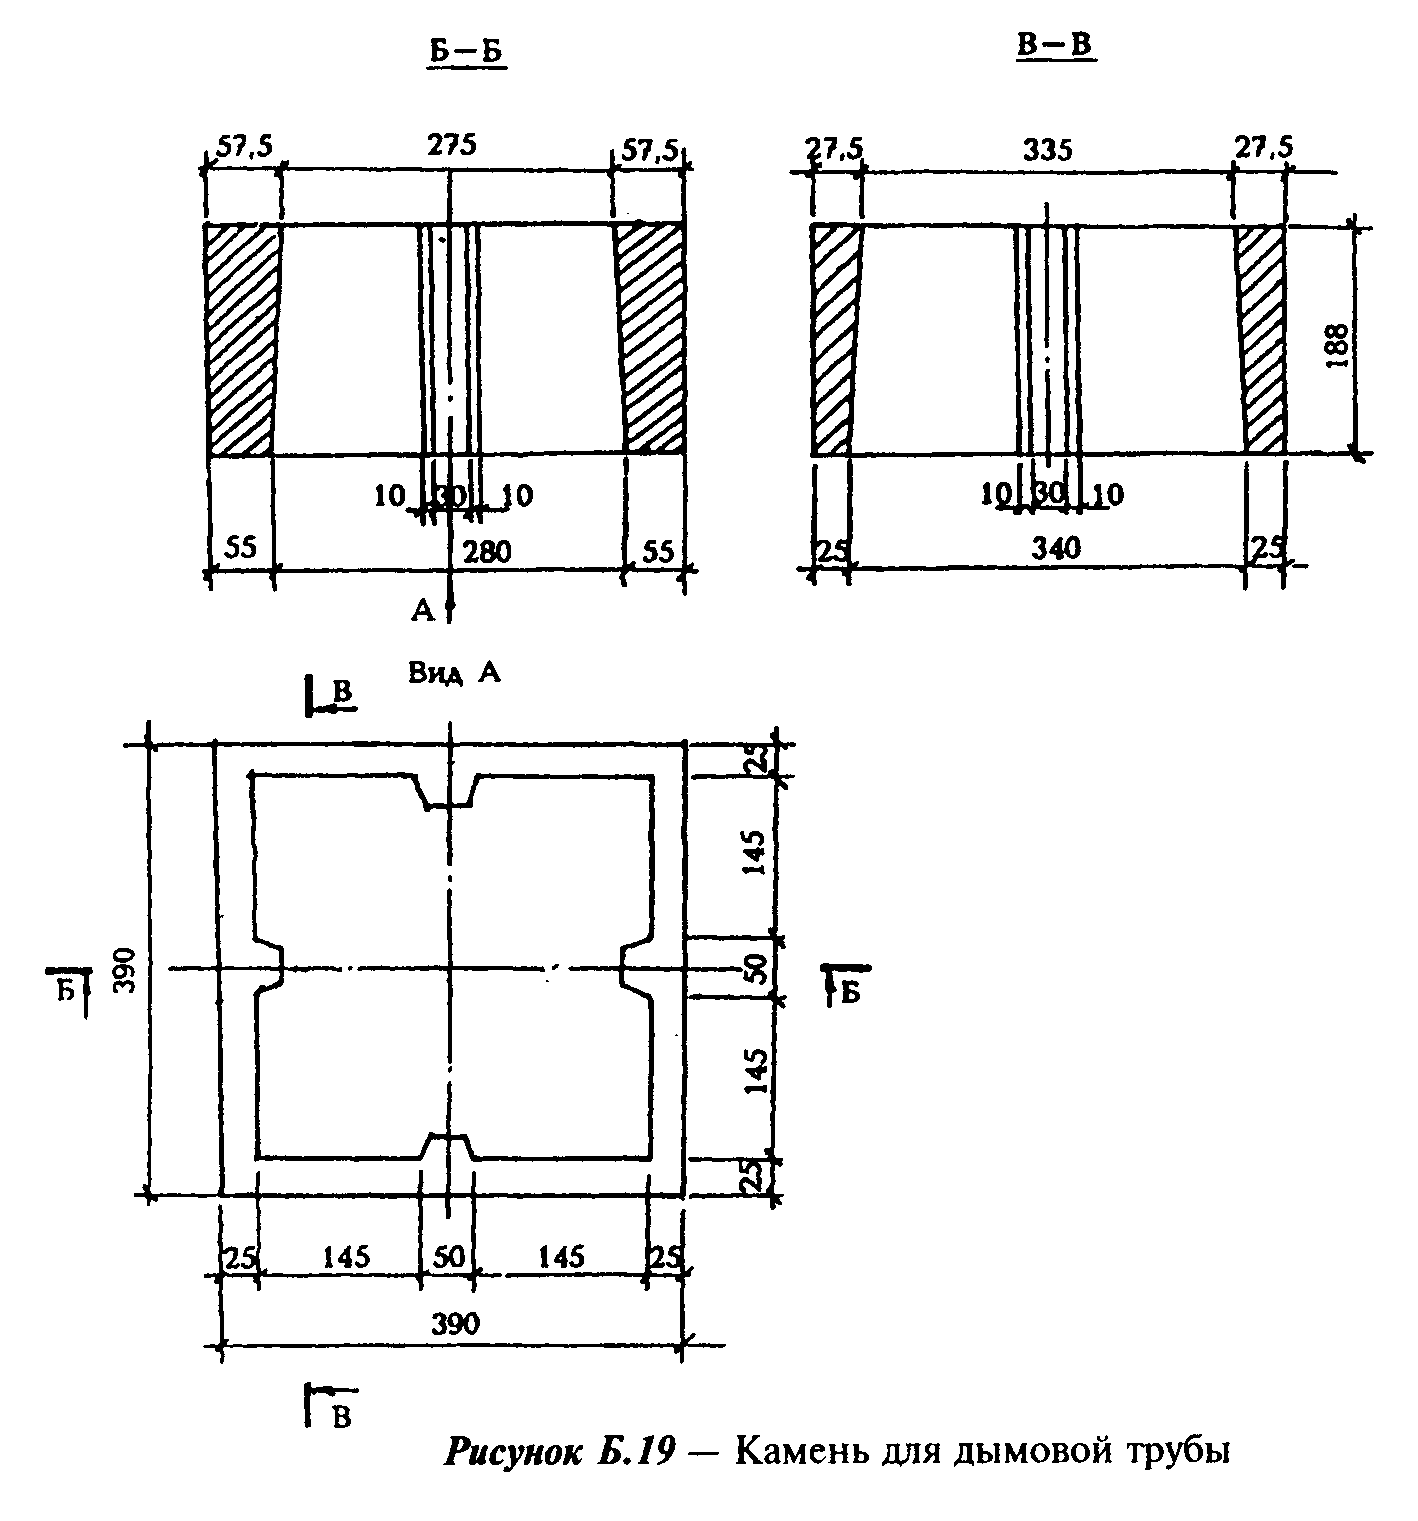 Б—Б
В—В
57,5 275 57,5
27,5 335 27,5
188
10 30 10
10 30 10
55 280 55
25 340 25
А
Вид А
В
25
145
390
Б
50
Б
145
25
25 145 50 145 25
390
В
Рисунок Б.19 — Камень для дымовой трубы